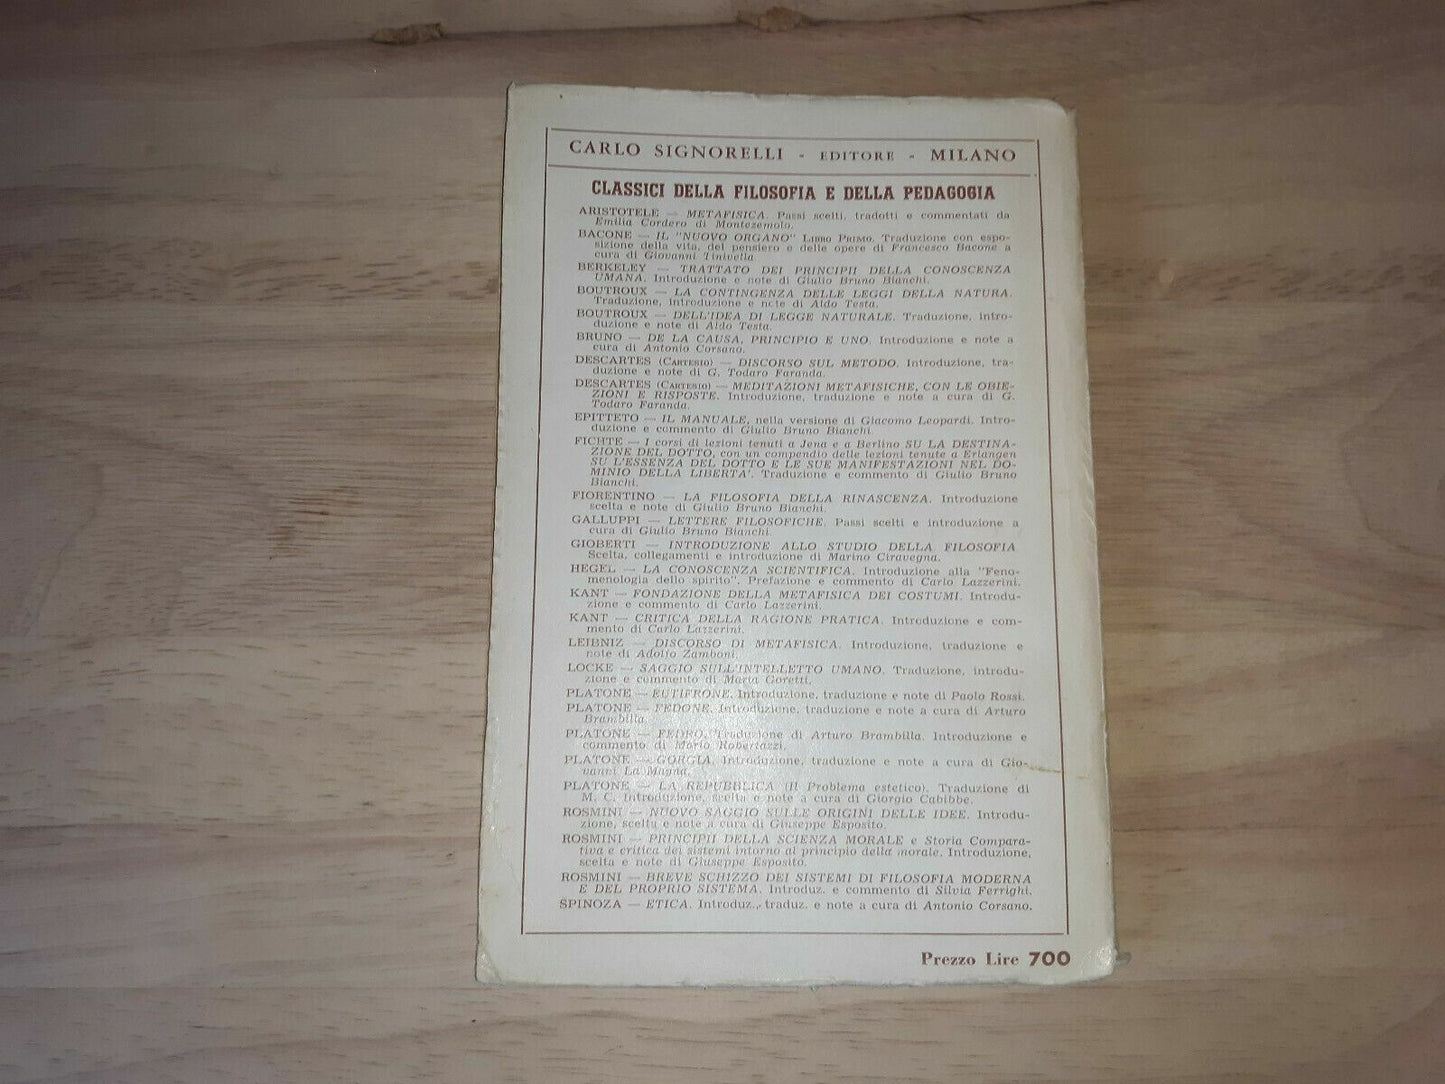 CARLO SIGNORELLI - EDITORE - MILANO
CLASSICI DELLA FILOSOFIA E DELLA PEDAGOGIA
ARISTOTELE — METAFISICA. Passi scelti, tradotti e commentati da
Emilia Cordero di Montezemolo.
BACONE — IL "NUOVO ORGANO" LIBRO PRIMO. Traduzione con espo-
sizione della vita, del pensiero e delle opere di Francesco Bacone a
cura di Giovanni Tinivella
BERKELEY — TRATTATO DEI PRINCIPII DELLA CONOSCENZA
UMANA. Introduzione e note di Giulio Bruno Bianchi.
BOUTROUX — LA CONTINGENZA DELLE LEGGI DELLA NATURA.
Traduzione, introduzione e note di Aldo Testa.
BOUTROUX — DELL'IDEA DI LEGGE NATURALE. Traduzione, intro-
duzione e note di Aldo Testa.
BRUNO — DE LA CAUSA, PRINCIPIO E UNO. Introduzione e note a
cura di Antonio Corsano.
DESCARTES (CARTESIO) — DISCORSO SUL METODO. Introduzione, tra-
duzione e note di G. Todaro Faranda.
DESCARTES (CARTESIO) — MEDITAZIONI METAFISICHE, CON LE OBIE-
ZIONI E RISPOSTE. Introduzione, traduzione e note a cura di G.
Todaro Faranda.
EPITTETO — IL MANUALE, nella versione di Giacomo Leopardi. Intro-
duzione e commento di Giulio Bruno Bianchi.
FICHTE — I corsi di lezioni tenuti a Jena e a Berlino SU LA DESTINA-
ZIONE DEL DOTTO, con un compendio delle lezioni tenute a Erlangen
SU L'ESSENZA DEL DOTTO E LE SUE MANIFESTAZIONI NEL DO-
MINIO DELLA LIBERTA'. Traduzione e commento di Giulio Bruno
Bianchi.
FIORENTINO — LA FILOSOFIA DELLA RINASCENZA. Introduzione
scelta e note di Giulio Bruno Bianchi.
GALLUPPI — LETTERE FILOSOFICHE. Passi scelti e introduzione a
cura di Giulio Bruno Bianchi.
GIOBERTI — INTRODUZIONE ALLO STUDIO DELLA FILOSOFIA
Scelta, collegamenti e introduzione di Marino Ciravegna.
HEGEL — LA CONOSCENZA SCIENTIFICA. Introduzione alla "Feno-
menologia dello spirito". Prefazione e commento di Carlo Lazzerini.
KANT — FONDAZIONE DELLA METAFISICA DEI COSTUMI. Introdu-
zione e commento di Carlo Lazzerini.
KANT — CRITICA DELLA RAGIONE PRATICA. Introduzione e com-
mento di Carlo Lazzerini.
LEIBNIZ — DISCORSO DI METAFISICA. Introduzione, traduzione e
note di Adolfo Zamboni.
LOCKE — SAGGIO SULL'INTELLETTO UMANO. Traduzione, introdu-
zione e commento di Maria Goretti.
PLATONE — EUTIFRONE. Introduzione, traduzione e note di Paolo Rossi.
PLATONE — FEDONE. Introduzione, traduzione e note a cura di Arturo
Brambilla.
PLATONE — FEDRO. Traduzione di Arturo Brambilla. Introduzione e
commento di Mario Robertazzi.
PLATONE — GORGIA. Introduzione, traduzione e note a cura di Gio-
vanni La Magna.
PLATONE — LA REPUBBLICA (Il Problema estetico). Traduzione di
M. C. Introduzione, scelta e note a cura di Giorgio Cabibbe.
ROSMINI — NUOVO SAGGIO SULLE ORIGINI DELLE IDEE. Introdu-
zione, scelta e note a cura di Giuseppe Esposito.
ROSMINI — PRINCIPII DELLA SCIENZA MORALE e Storia Compara-
tiva e critica dei sistemi intorno al principio della morale. Introduzione,
scelta e note di Giuseppe Esposito.
ROSMINI — BREVE SCHIZZO DEI SISTEMI DI FILOSOFIA MODERNA
E DEL PROPRIO SISTEMA. Introduz. e commento di Silvia Ferrighi.
SPINOZA — ETICA. Introduz., traduz. e note a cura di Antonio Corsano.
Prezzo Lire 700